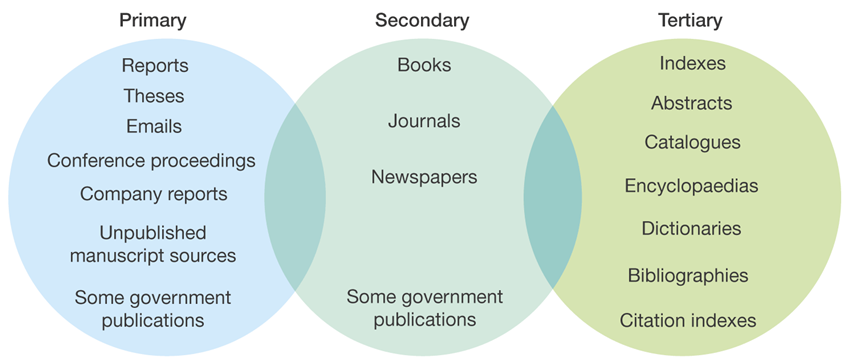 Primary
Reports
Theses
Emails
Conference proceedings
Company reports
Unpublished
manuscript sources
Some government
publications
Secondary
Books
Journals
Newspapers
Some government
publications
Tertiary
Indexes
Abstracts
Catalogues
Encyclopaedias
Dictionaries
Bibliographies
Citation indexes